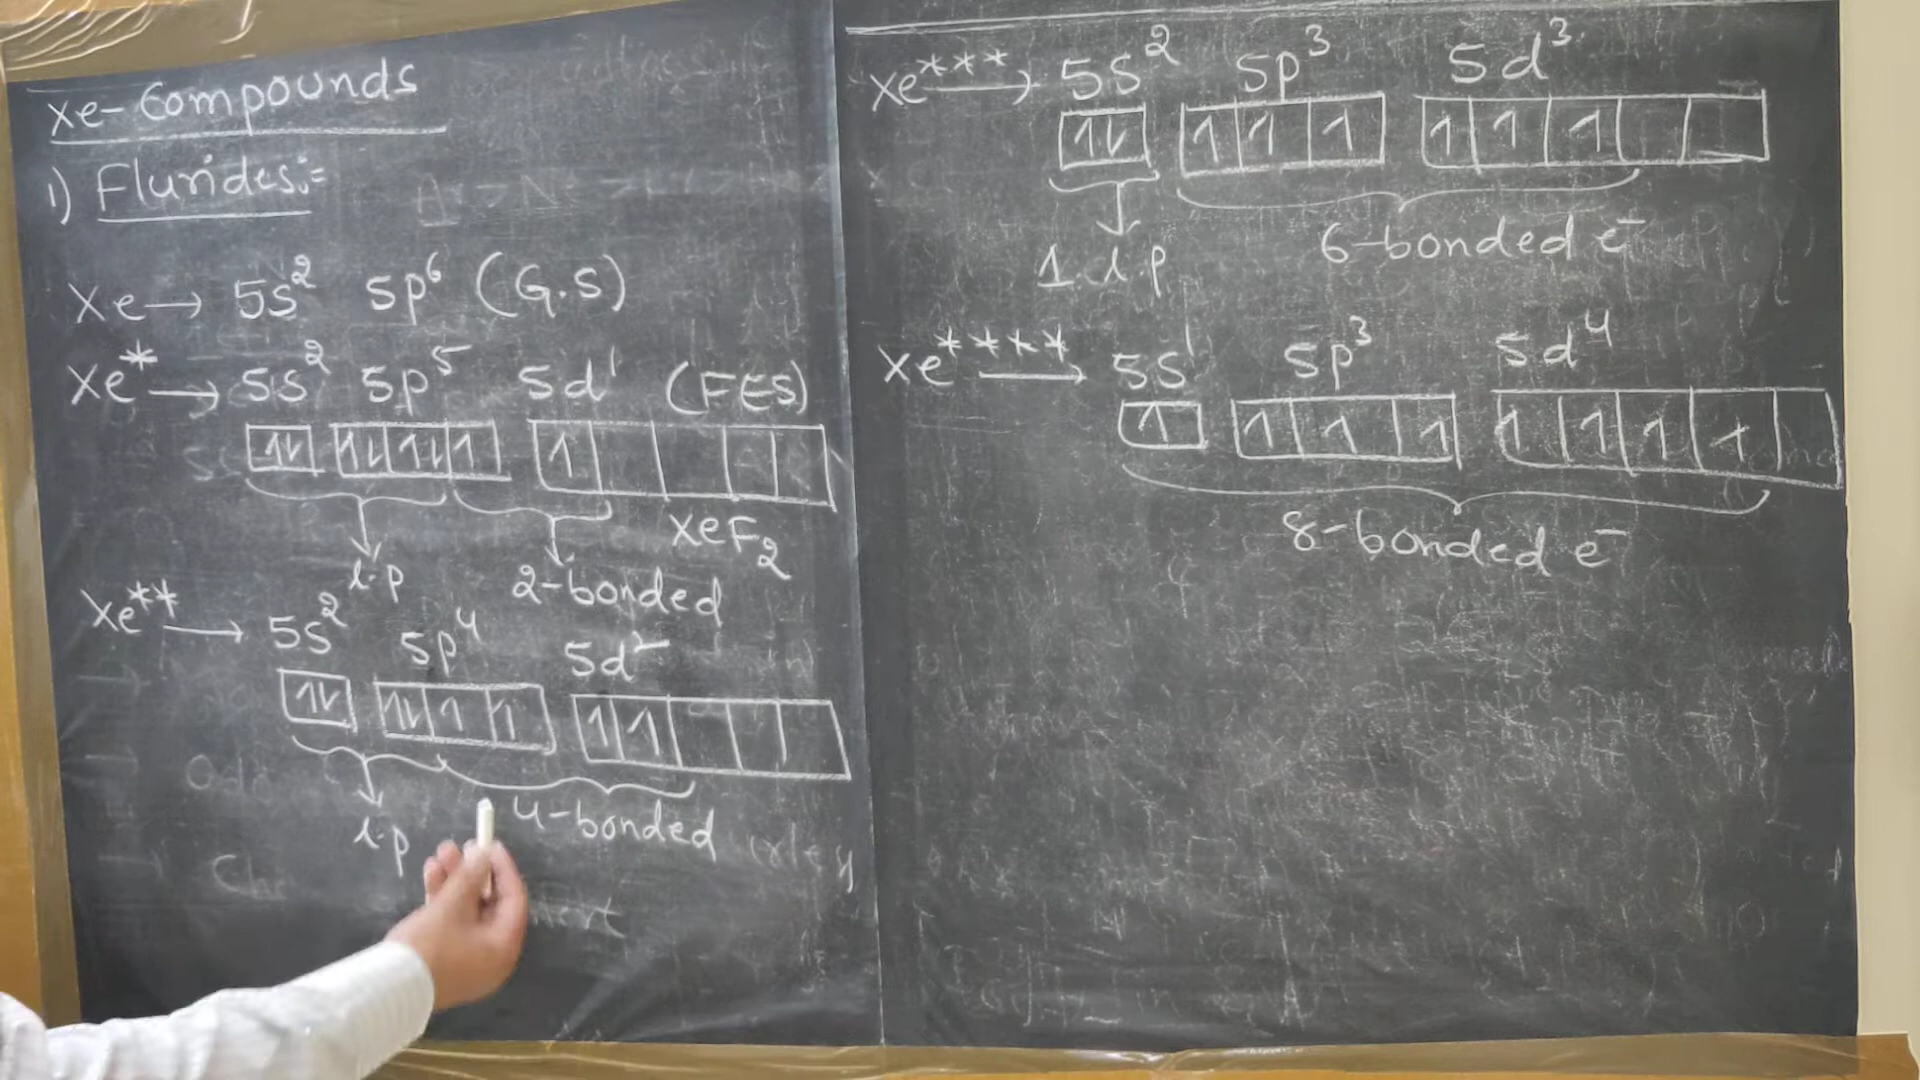 Xe-Compounds
1) Flurides:=
Xe → 5s² 5p⁶ (G.S)
Xe* → 5s² 5p⁵ 5d¹ (FES)
XeF₂
l.p 2-bonded
Xe** → 5s² 5p⁴ 5d²
l.p 4-bonded
Xe*** → 5s² 5p³ 5d³
1 l.p 6-bonded e⁻
Xe**** → 5s¹ 5p³ 5d⁴
8-bonded e⁻